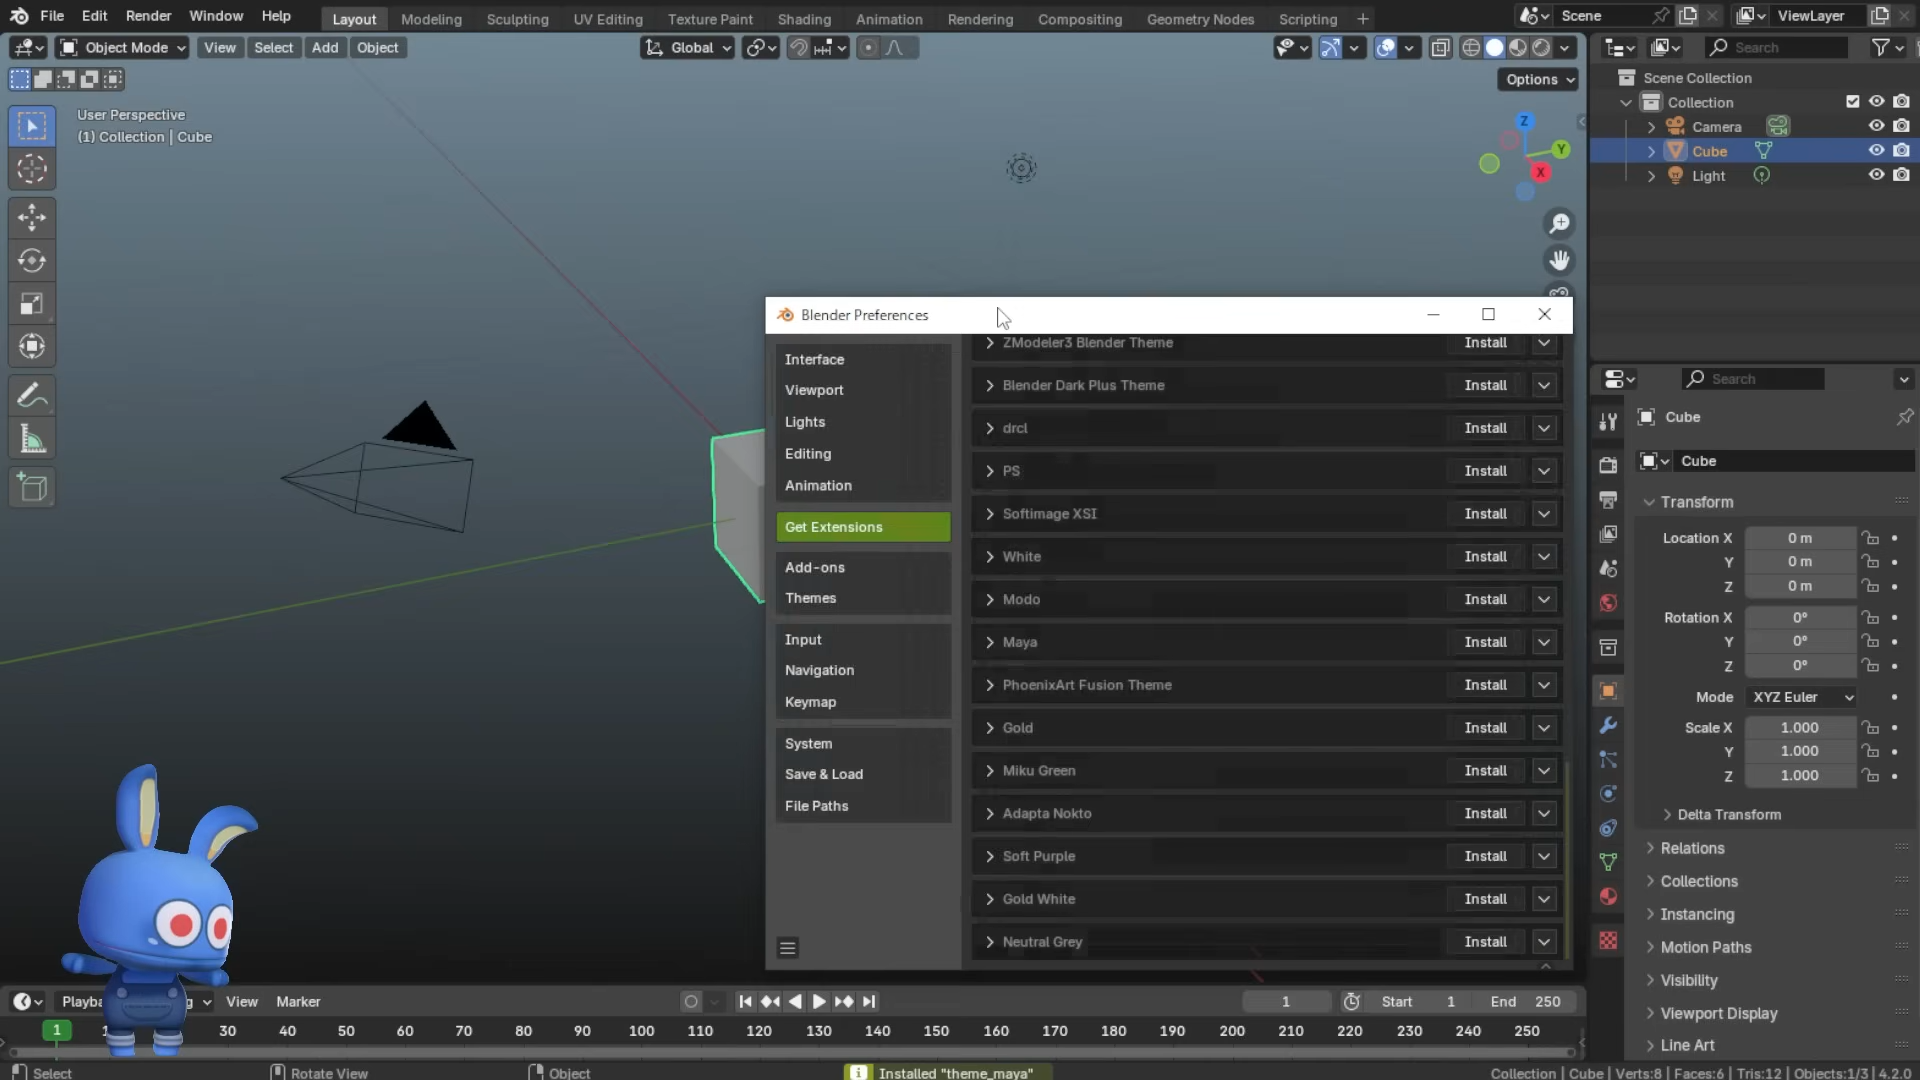 File Edit Render Window Help Layout Modeling Sculpting UV Editing Texture Paint Shading Animation Rendering Compositing Geometry Nodes Scripting Scene ViewLayer
Object Mode View Select Add Object Global Search
Options
User Perspective
(1) Collection | Cube
Z
Y
X
Scene Collection
Collection
Camera
Cube
Light
Blender Preferences
Interface
Viewport
Lights
Editing
Animation
Get Extensions
Add-ons
Themes
Input
Navigation
Keymap
System
Save & Load
File Paths
ZModeler3 Blender Theme Install
Blender Dark Plus Theme Install
drcl Install
PS Install
Softimage XSI Install
White Install
Modo Install
Maya Install
PhoenixArt Fusion Theme Install
Gold Install
Miku Green Install
Adapta Nokto Install
Soft Purple Install
Gold White Install
Neutral Grey Install
Search
Cube
Cube
Transform
Location X 0 m
Y 0 m
Z 0 m
Rotation X 0°
Y 0°
Z 0°
Mode XYZ Euler
Scale X 1.000
Y 1.000
Z 1.000
Delta Transform
Relations
Collections
Instancing
Motion Paths
Visibility
Viewport Display
Line Art
View Marker 1 Start 1 End 250
1 30 40 50 60 70 80 90 100 110 120 130 140 150 160 170 180 190 200 210 220 230 240 250
Select Rotate View Object Installed "theme_maya" Collection | Cube | Verts:8 | Faces:6 | Tris:12 | Objects:1/3 | 4.2.0